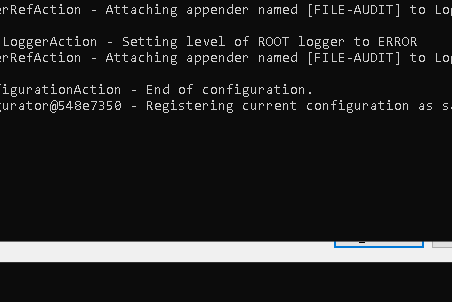 erRefAction - Attaching appender named [FILE-AUDIT] to Lo
LoggerAction - Setting level of ROOT logger to ERROR
erRefAction - Attaching appender named [FILE-AUDIT] to Lo
figurationAction - End of configuration.
gurator@548e7350 - Registering current configuration as s